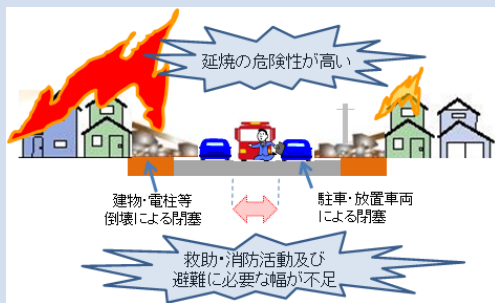 延焼の危険性が高い
建物・電柱等
倒壊による閉塞
駐車・放置車両
による閉塞
救助・消防活動及び
避難に必要な幅が不足